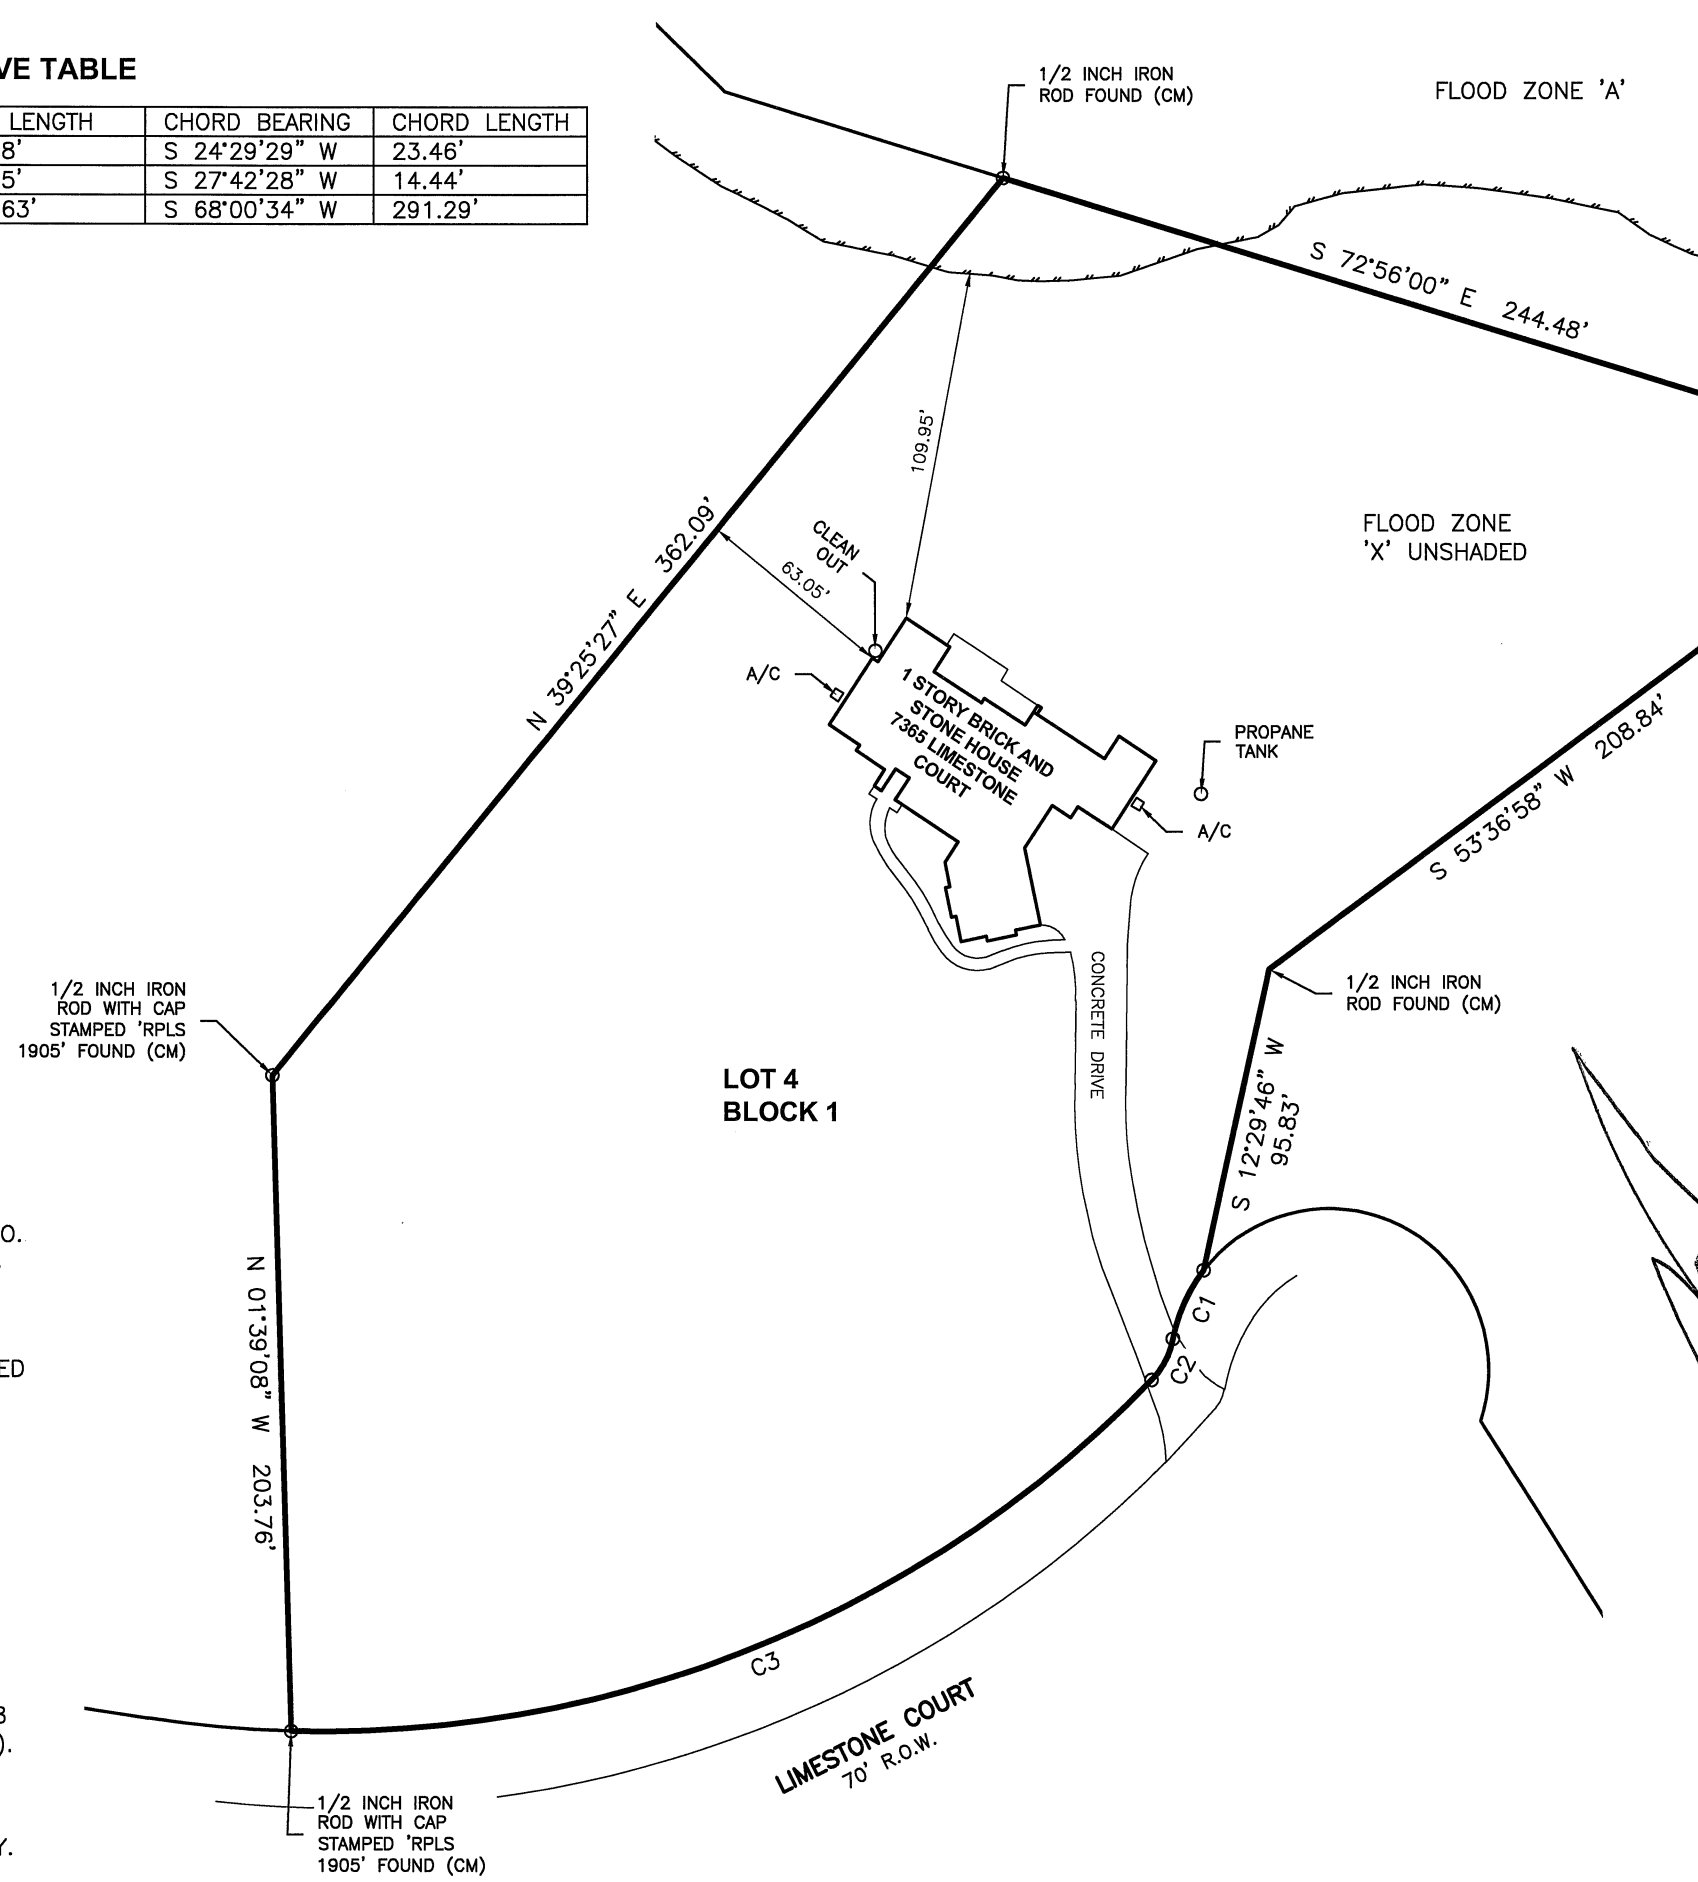 VE TABLE
LENGTH CHORD BEARING CHORD LENGTH
8' S 24°29'29" W 23.46'
5' S 27°42'28" W 14.44'
63' S 68°00'34" W 291.29'
1/2 INCH IRON
ROD FOUND (CM)
FLOOD ZONE 'A'
S 72°56'00" E 244.48'
109.95'
N 39°25'27" E 362.09'
CLEAN
OUT
63.05'
FLOOD ZONE
'X' UNSHADED
A/C
1 STORY BRICK AND
STONE HOUSE
7365 LIMESTONE
COURT
PROPANE
TANK
A/C
S 53°36'58" W 208.84'
1/2 INCH IRON
ROD WITH CAP
STAMPED 'RPLS
1905' FOUND (CM)
CONCRETE DRIVE
1/2 INCH IRON
ROD FOUND (CM)
LOT 4
BLOCK 1
S 12°29'46" W
95.83'
O.
N 01°39'08" W 203.76'
C1
C2
ED
C3
LIMESTONE COURT
70' R.O.W.
).
Y.
1/2 INCH IRON
ROD WITH CAP
STAMPED 'RPLS
1905' FOUND (CM)